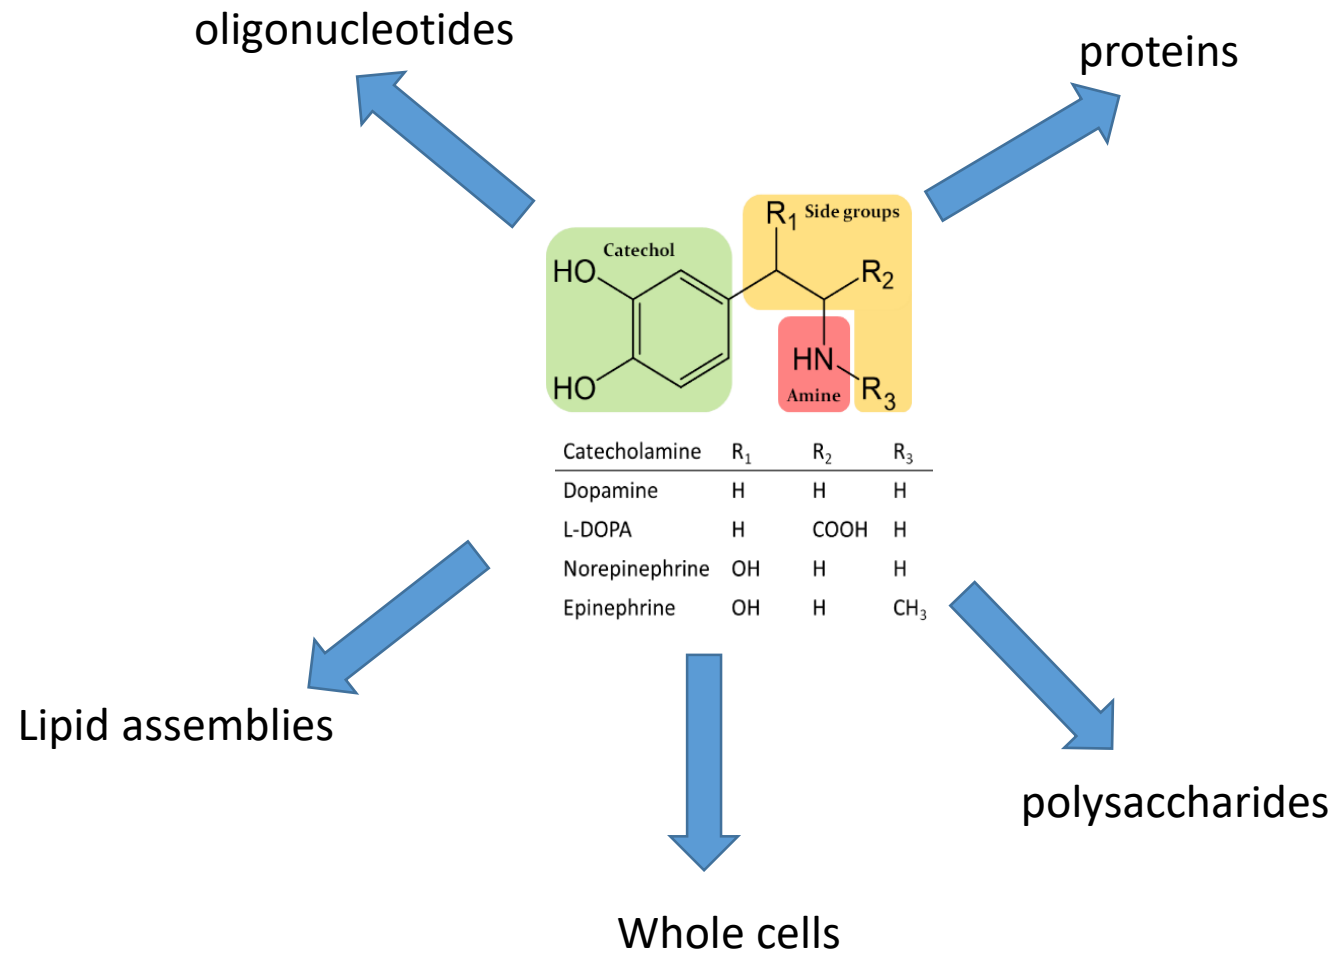 oligonucleotides
proteins
R1 Side groups
Catechol
HO
R2
HN
HO
R3
Amine
Catecholamine R1 R2 R3
Dopamine H H H
L-DOPA H COOH H
Norepinephrine OH H H
Epinephrine OH H CH3
Lipid assemblies
polysaccharides
Whole cells